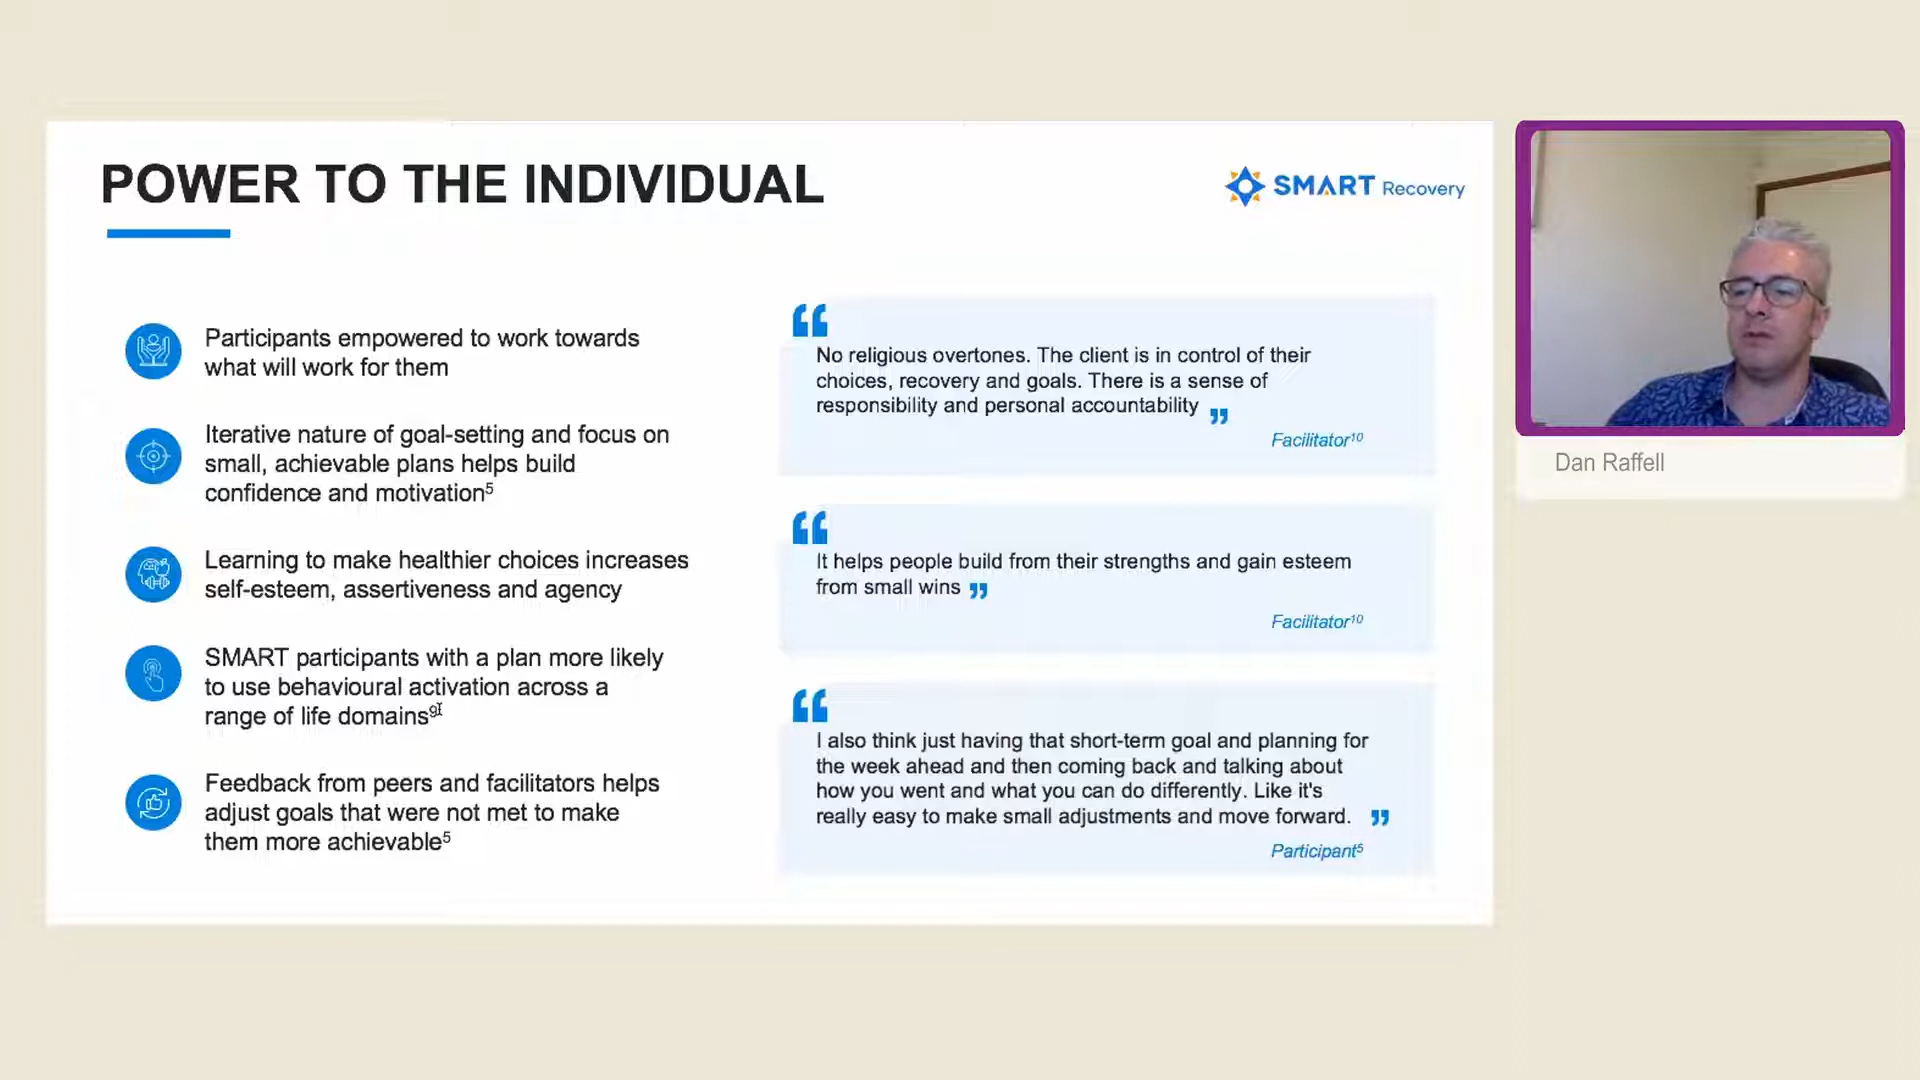 POWER TO THE INDIVIDUAL
SMART Recovery
Participants empowered to work towards
what will work for them
Iterative nature of goal-setting and focus on
small, achievable plans helps build
confidence and motivation⁵
Learning to make healthier choices increases
self-esteem, assertiveness and agency
SMART participants with a plan more likely
to use behavioural activation across a
range of life domains⁹
Feedback from peers and facilitators helps
adjust goals that were not met to make
them more achievable⁵
“
No religious overtones. The client is in control of their
choices, recovery and goals. There is a sense of
responsibility and personal accountability ”
Facilitator¹⁰
“
It helps people build from their strengths and gain esteem
from small wins ”
Facilitator¹⁰
“
I also think just having that short-term goal and planning for
the week ahead and then coming back and talking about
how you went and what you can do differently. Like it's
really easy to make small adjustments and move forward. ”
Participant⁵
Dan Raffell